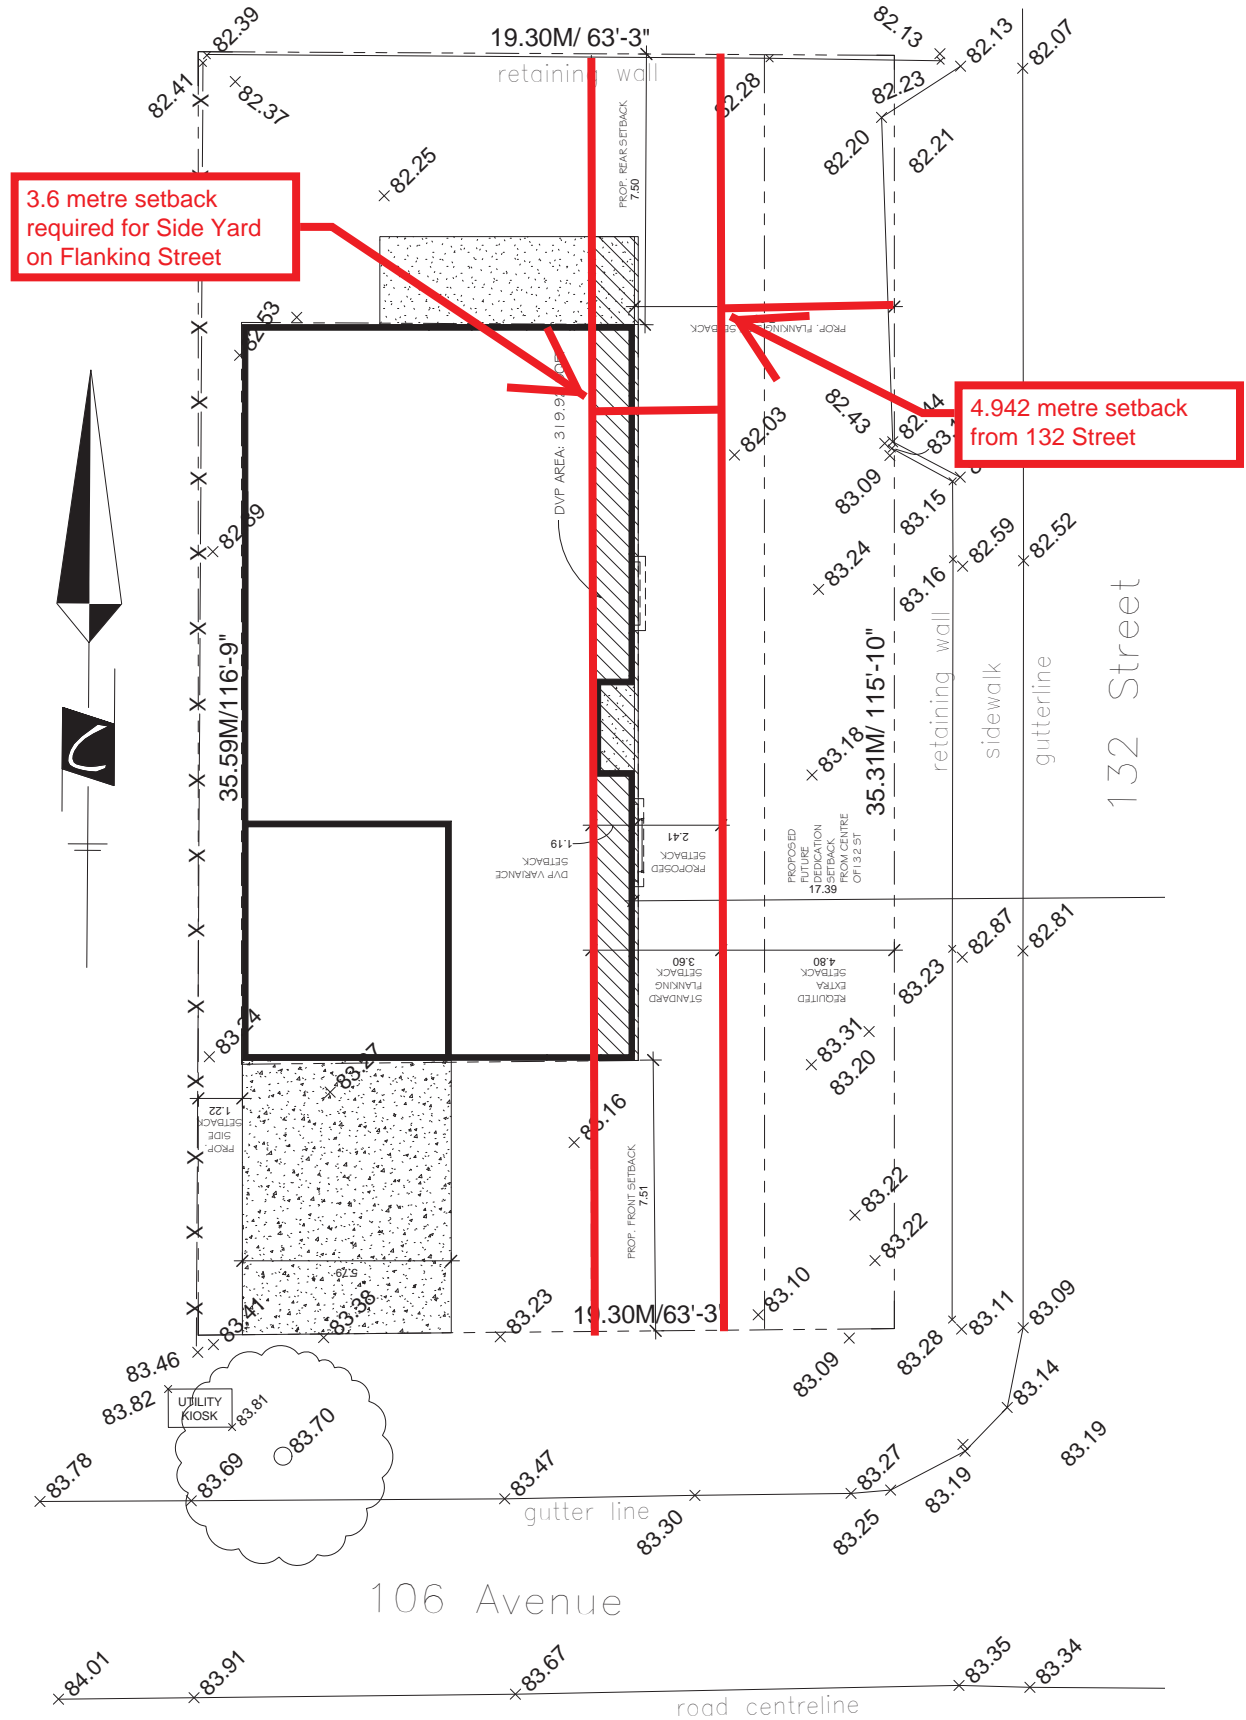 82.39
19.30M/ 63'-3"
82.13
82.13
82.07
retaining wall
82.41
82.37
82.28
82.23
82.20
82.21
82.25
PROP. REAR SETBACK
7.50
3.6 metre setback
required for Side Yard
on Flanking Street
82.53
PROP. FLANKING SETBACK
4.942 metre setback
from 132 Street
DVP AREA: 319.9
82.03
82.43
82.44
83.09
83.15
82.39
83.24
83.16
82.59
82.52
35.59M/116'-9"
35.31M/ 115'-10"
retaining wall
sidewalk
gutterline
132 Street
83.18
1.19
DVP VARIANCE
SETBACK
2.41
PROPOSED
SETBACK
PROPOSED
FUTURE
DEDICATION
SETBACK
FROM CENTRE
OF 132 ST
17.39
3.60
STANDARD
FLANKING
SETBACK
4.80
REQUITED
EXTRA
SETBACK
83.23
82.87
82.81
83.24
83.27
83.31
83.20
1.22
PROP.
SIDE
SETBACK
83.16
PROP. FRONT SETBACK
7.51
83.22
83.22
5.79
83.41
83.38
83.23
19.30M/63'-3
83.10
83.09
83.28
83.11
83.09
83.46
83.82
UTILITY
KIOSK
83.81
83.70
83.14
83.19
83.78
83.69
83.47
gutter line
83.30
83.27
83.25
83.19
106 Avenue
84.01
83.91
83.67
83.35
83.34
road centreline